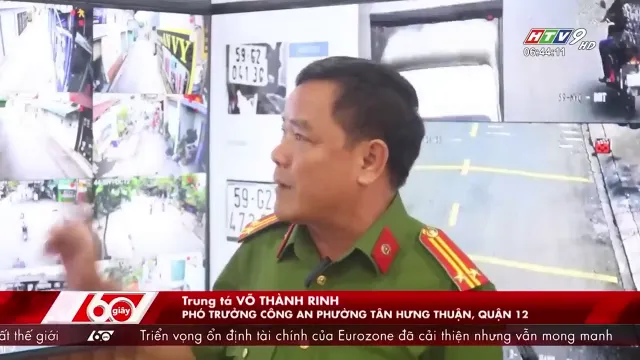 HTV9 HD
06:44:11
59-G2
041 36
59-G2
Trung tá VÕ THÀNH RINH
PHÓ TRƯỞNG CÔNG AN PHƯỜNG TÂN HƯNG THUẬN, QUẬN 12
60 giây
ất thế giới 60giây Triển vọng ổn định tài chính của Eurozone đã cải thiện nhưng vẫn mong manh